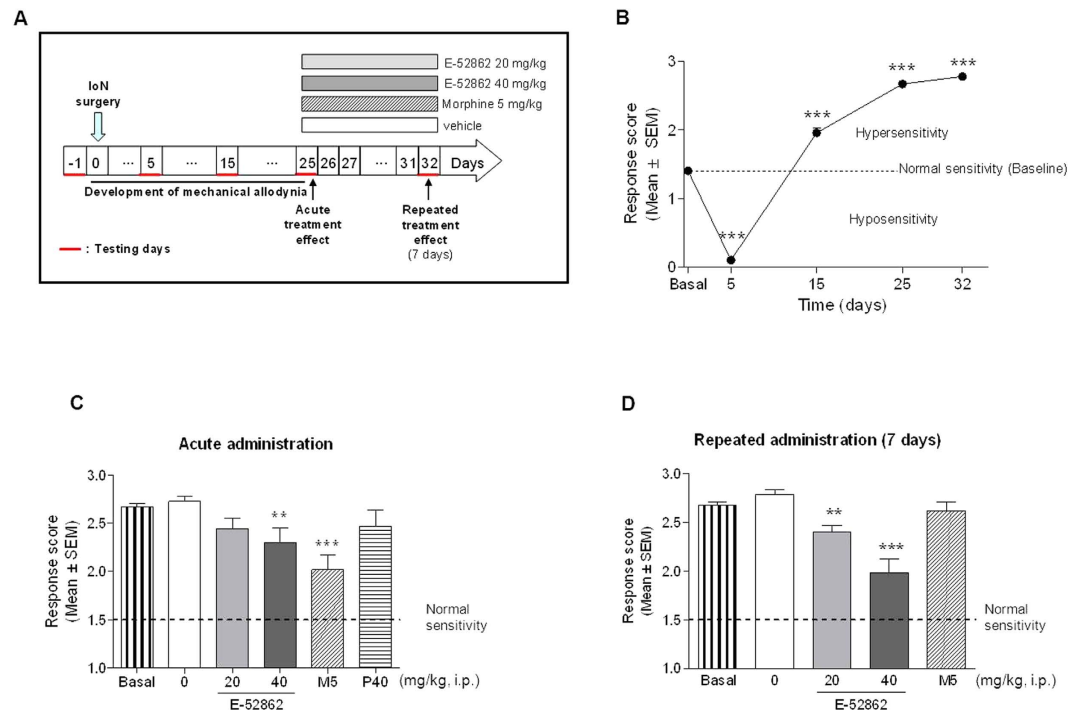 A
E-52862 20 mg/kg
E-52862 40 mg/kg
Morphine 5 mg/kg
vehicle
IoN
surgery
-1 0 ... 5 ... 15 ... 25 26 27 ... 31 32 Days
Development of mechanical allodynia
Acute
treatment
effect
Repeated
treatment
effect
(7 days)
: Testing days
B
Response score
(Mean ± SEM)
3
2
1
0
***
***
***
***
Hypersensitivity
Normal sensitivity (Baseline)
Hyposensitivity
Basal 5 15 25 32
Time (days)
C
Acute administration
Response score
(Mean ± SEM)
3.0
2.5
2.0
1.5
1.0
**
***
Normal
sensitivity
Basal 0 20 40 M5 P40 (mg/kg, i.p.)
E-52862
D
Repeated administration (7 days)
Response score
(Mean ± SEM)
3.0
2.5
2.0
1.5
1.0
**
***
Normal
sensitivity
Basal 0 20 40 M5 (mg/kg, i.p.)
E-52862